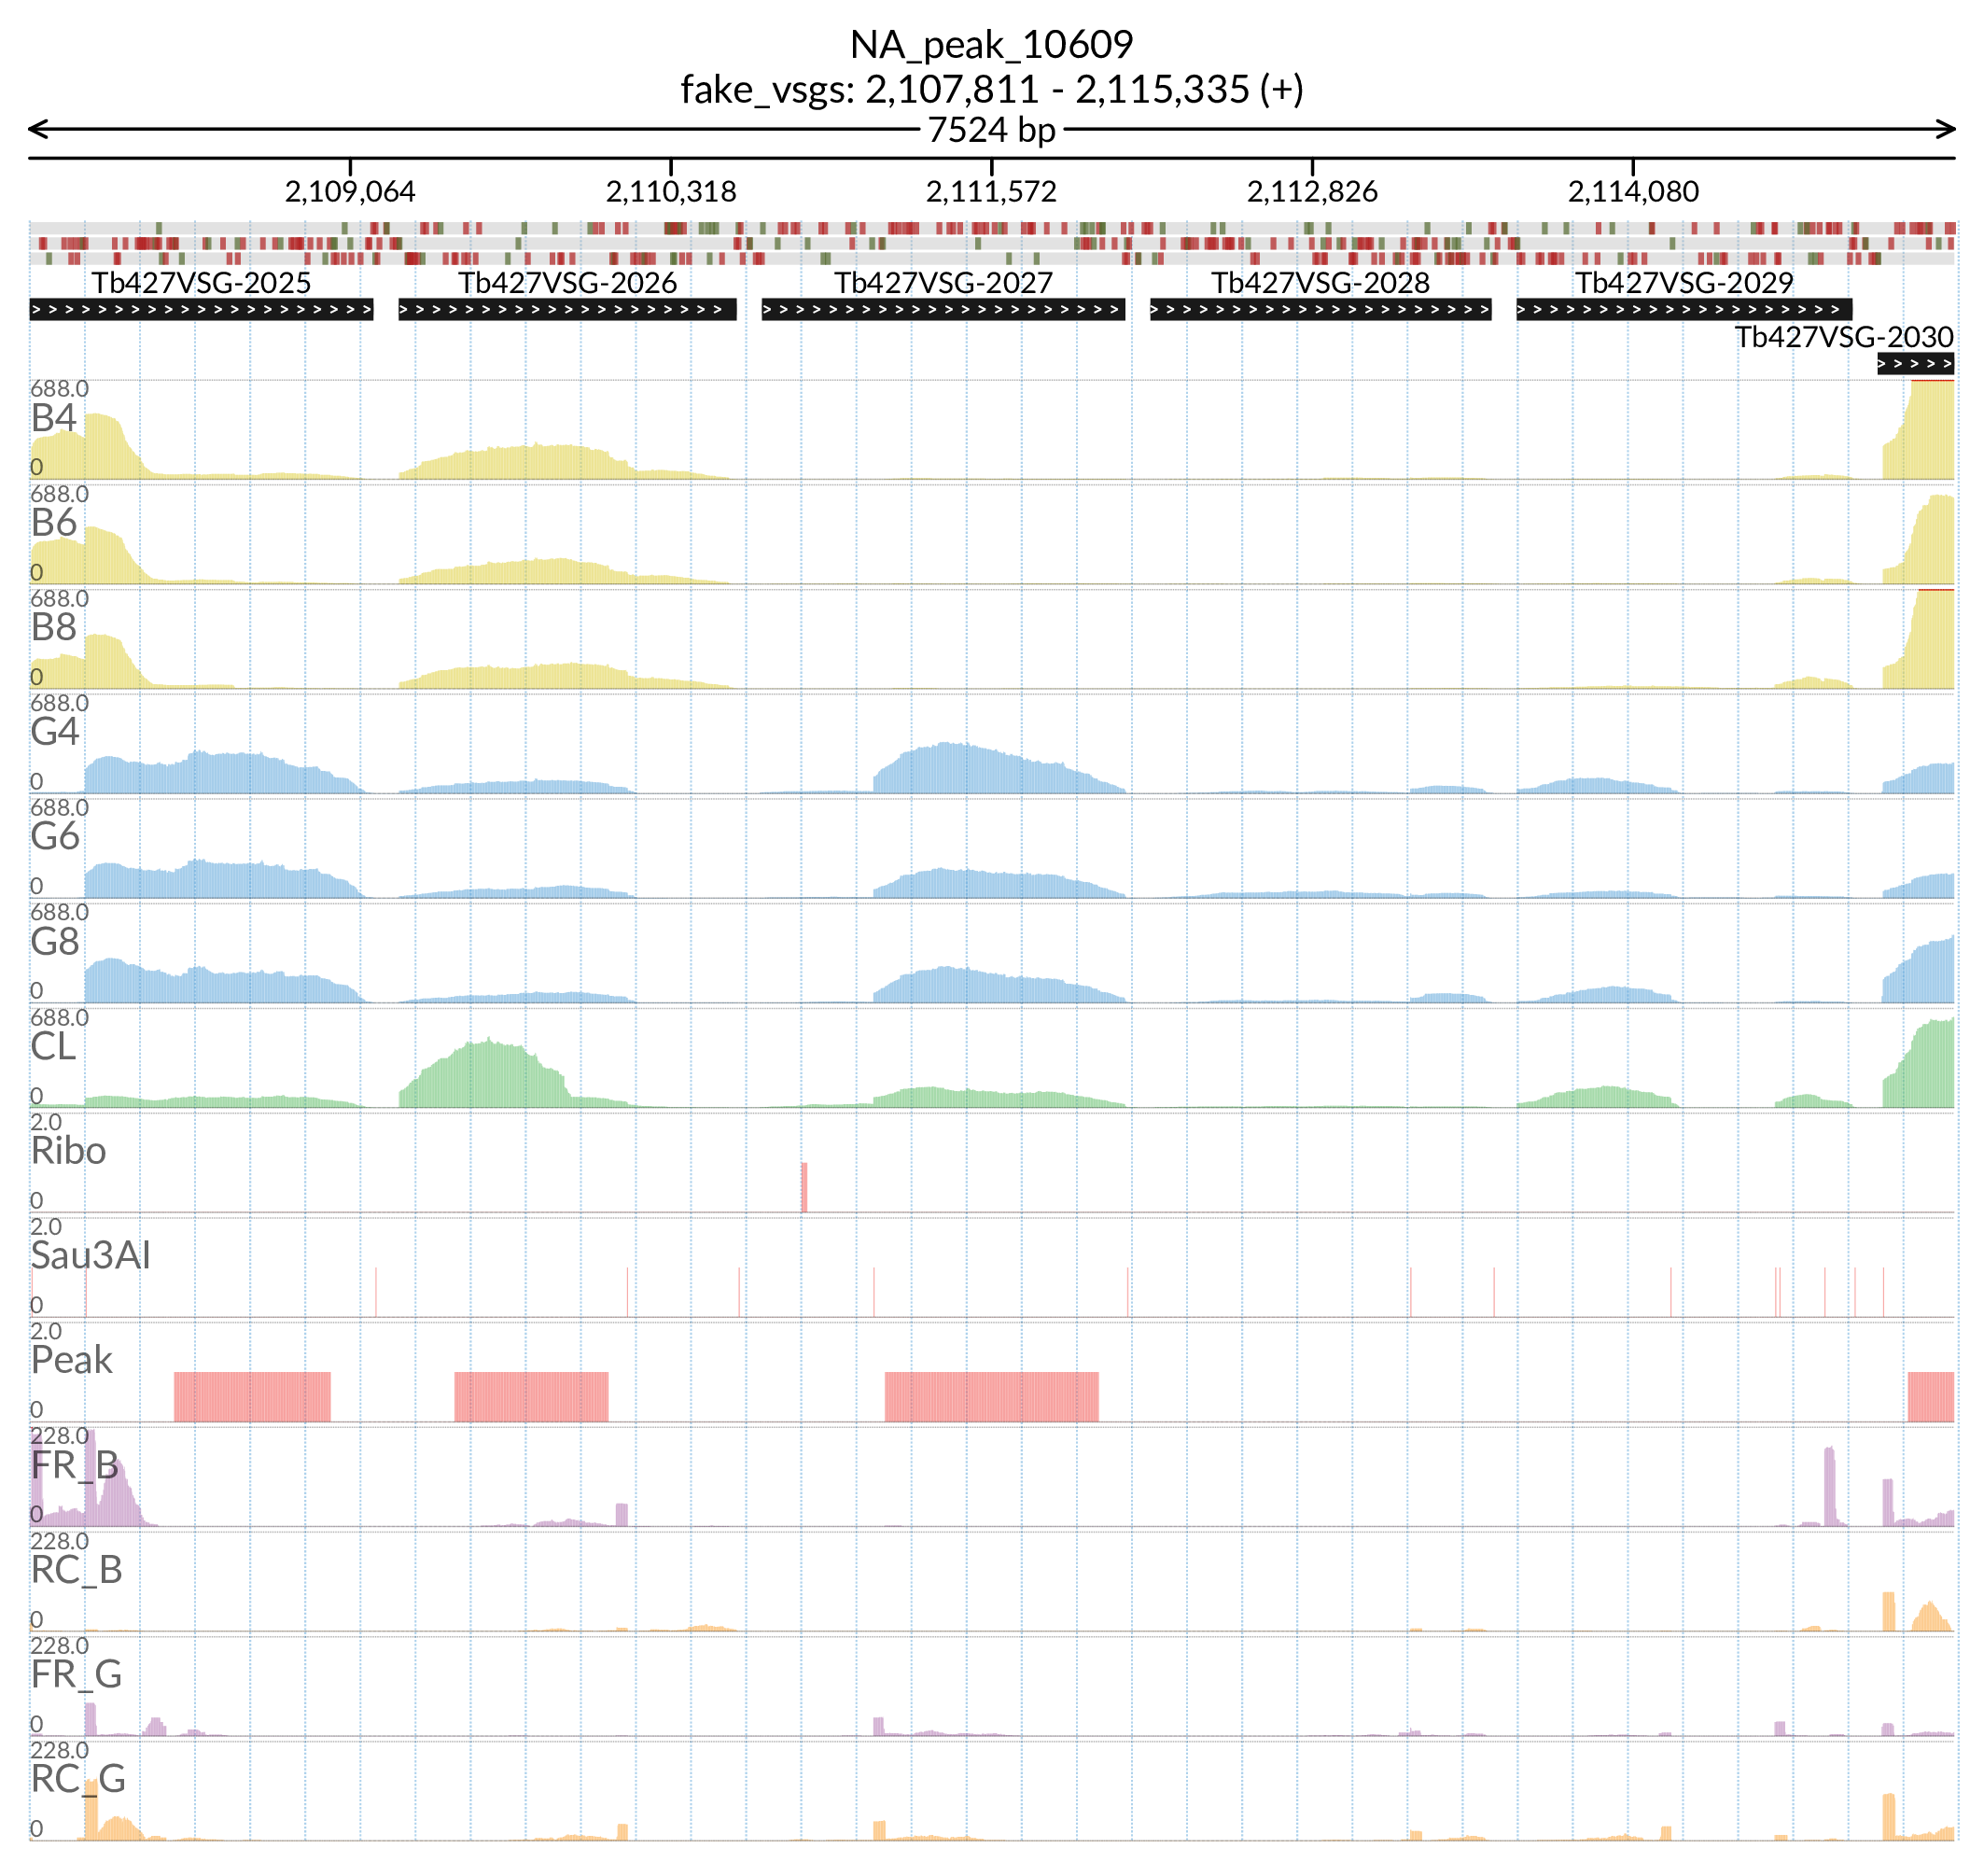 NA_peak_10609
fake_vsgs: 2,107,811 - 2,115,335 (+)
7524 bp
2,109,064 2,110,318 2,111,572 2,112,826 2,114,080
Tb427VSG-2025 Tb427VSG-2026 Tb427VSG-2027 Tb427VSG-2028 Tb427VSG-2029
Tb427VSG-2030
688.0
B4
0
688.0
B6
0
688.0
B8
0
688.0
G4
0
688.0
G6
0
688.0
G8
0
688.0
CL
0
2.0
Ribo
0
2.0
Sau3AI
0
2.0
Peak
0
228.0
FR_B
0
228.0
RC_B
0
228.0
FR_G
0
228.0
RC_G
0